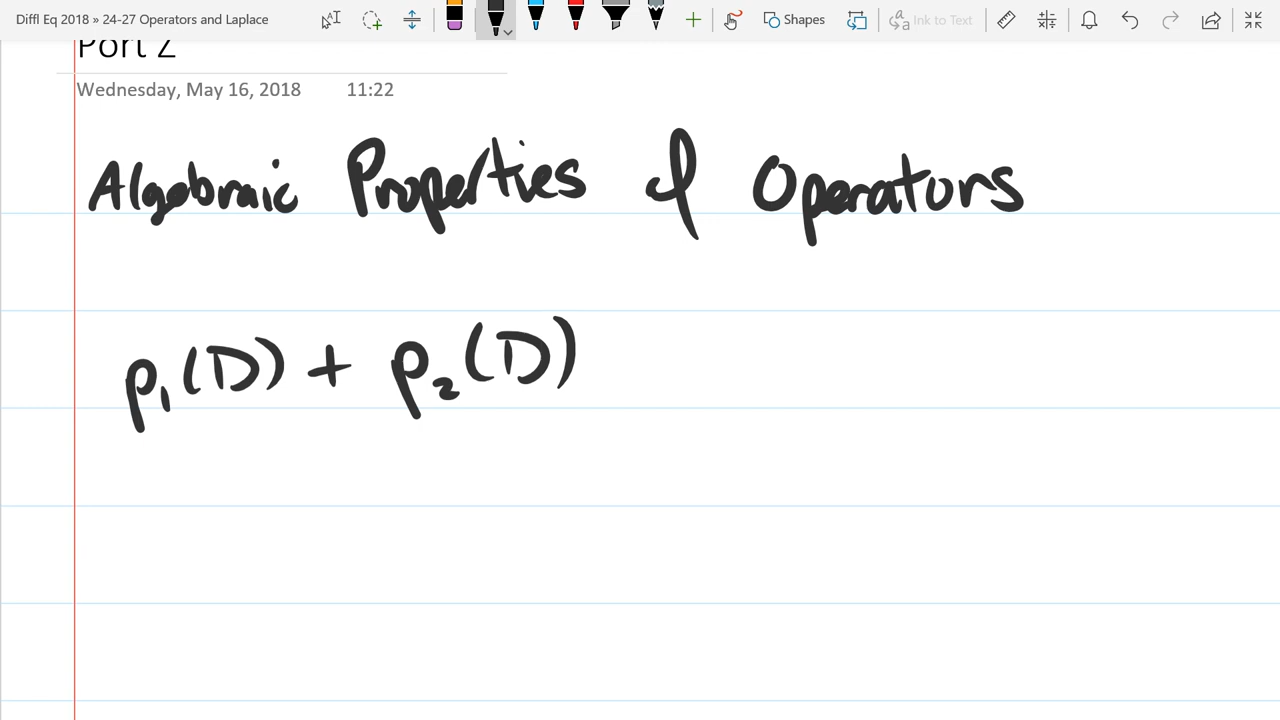 Diffl Eq 2018 » 24-27 Operators and Laplace
Shapes
Ink to Text
Part 2
Wednesday, May 16, 2018 11:22
Algebraic Properties of Operators
p₁(D) + p₂(D)